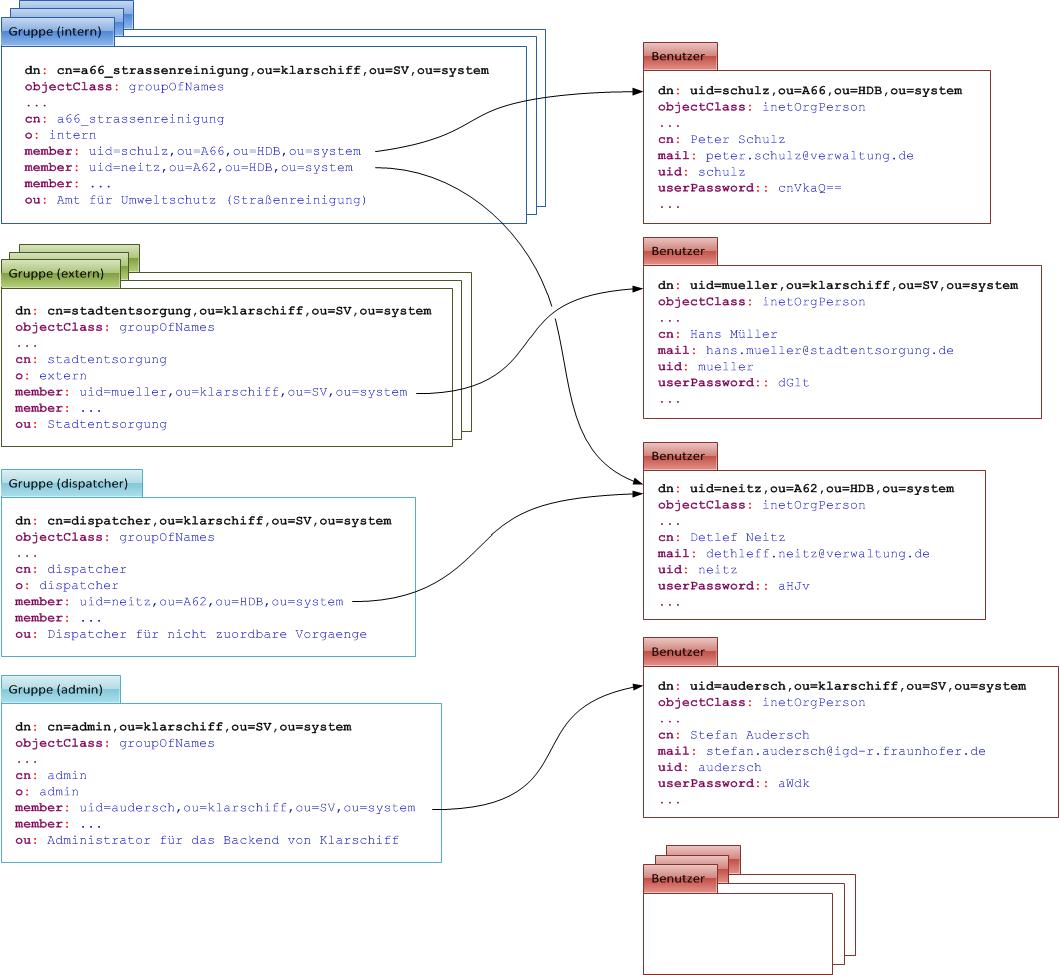 Gruppe (intern)
dn: cn=a66_strassenreinigung,ou=klarschiff,ou=SV,ou=system
objectClass: groupOfNames
...
cn: a66_strassenreinigung
o: intern
member: uid=schulz,ou=A66,ou=HDB,ou=system
member: uid=neitz,ou=A62,ou=HDB,ou=system
member: ...
ou: Amt für Umweltschutz (Straßenreinigung)
Gruppe (extern)
dn: cn=stadtentsorgung,ou=klarschiff,ou=SV,ou=system
objectClass: groupOfNames
...
cn: stadtentsorgung
o: extern
member: uid=mueller,ou=klarschiff,ou=SV,ou=system
member: ...
ou: Stadtentsorgung
Gruppe (dispatcher)
dn: cn=dispatcher,ou=klarschiff,ou=SV,ou=system
objectClass: groupOfNames
...
cn: dispatcher
o: dispatcher
member: uid=neitz,ou=A62,ou=HDB,ou=system
member: ...
ou: Dispatcher für nicht zuordbare Vorgaenge
Gruppe (admin)
dn: cn=admin,ou=klarschiff,ou=SV,ou=system
objectClass: groupOfNames
...
cn: admin
o: admin
member: uid=audersch,ou=klarschiff,ou=SV,ou=system
member: ...
ou: Administrator für das Backend von Klarschiff
Benutzer
dn: uid=schulz,ou=A66,ou=HDB,ou=system
objectClass: inetOrgPerson
...
cn: Peter Schulz
mail: peter.schulz@verwaltung.de
uid: schulz
userPassword:: cnVkaQ==
...
Benutzer
dn: uid=mueller,ou=klarschiff,ou=SV,ou=system
objectClass: inetOrgPerson
...
cn: Hans Müller
mail: hans.mueller@stadtentsorgung.de
uid: mueller
userPassword:: dGlt
...
Benutzer
dn: uid=neitz,ou=A62,ou=HDB,ou=system
objectClass: inetOrgPerson
...
cn: Detlef Neitz
mail: dethleff.neitz@verwaltung.de
uid: neitz
userPassword:: aHJv
...
Benutzer
dn: uid=audersch,ou=klarschiff,ou=SV,ou=system
objectClass: inetOrgPerson
...
cn: Stefan Audersch
mail: stefan.audersch@igd-r.fraunhofer.de
uid: audersch
userPassword:: aWdk
...
Benutzer